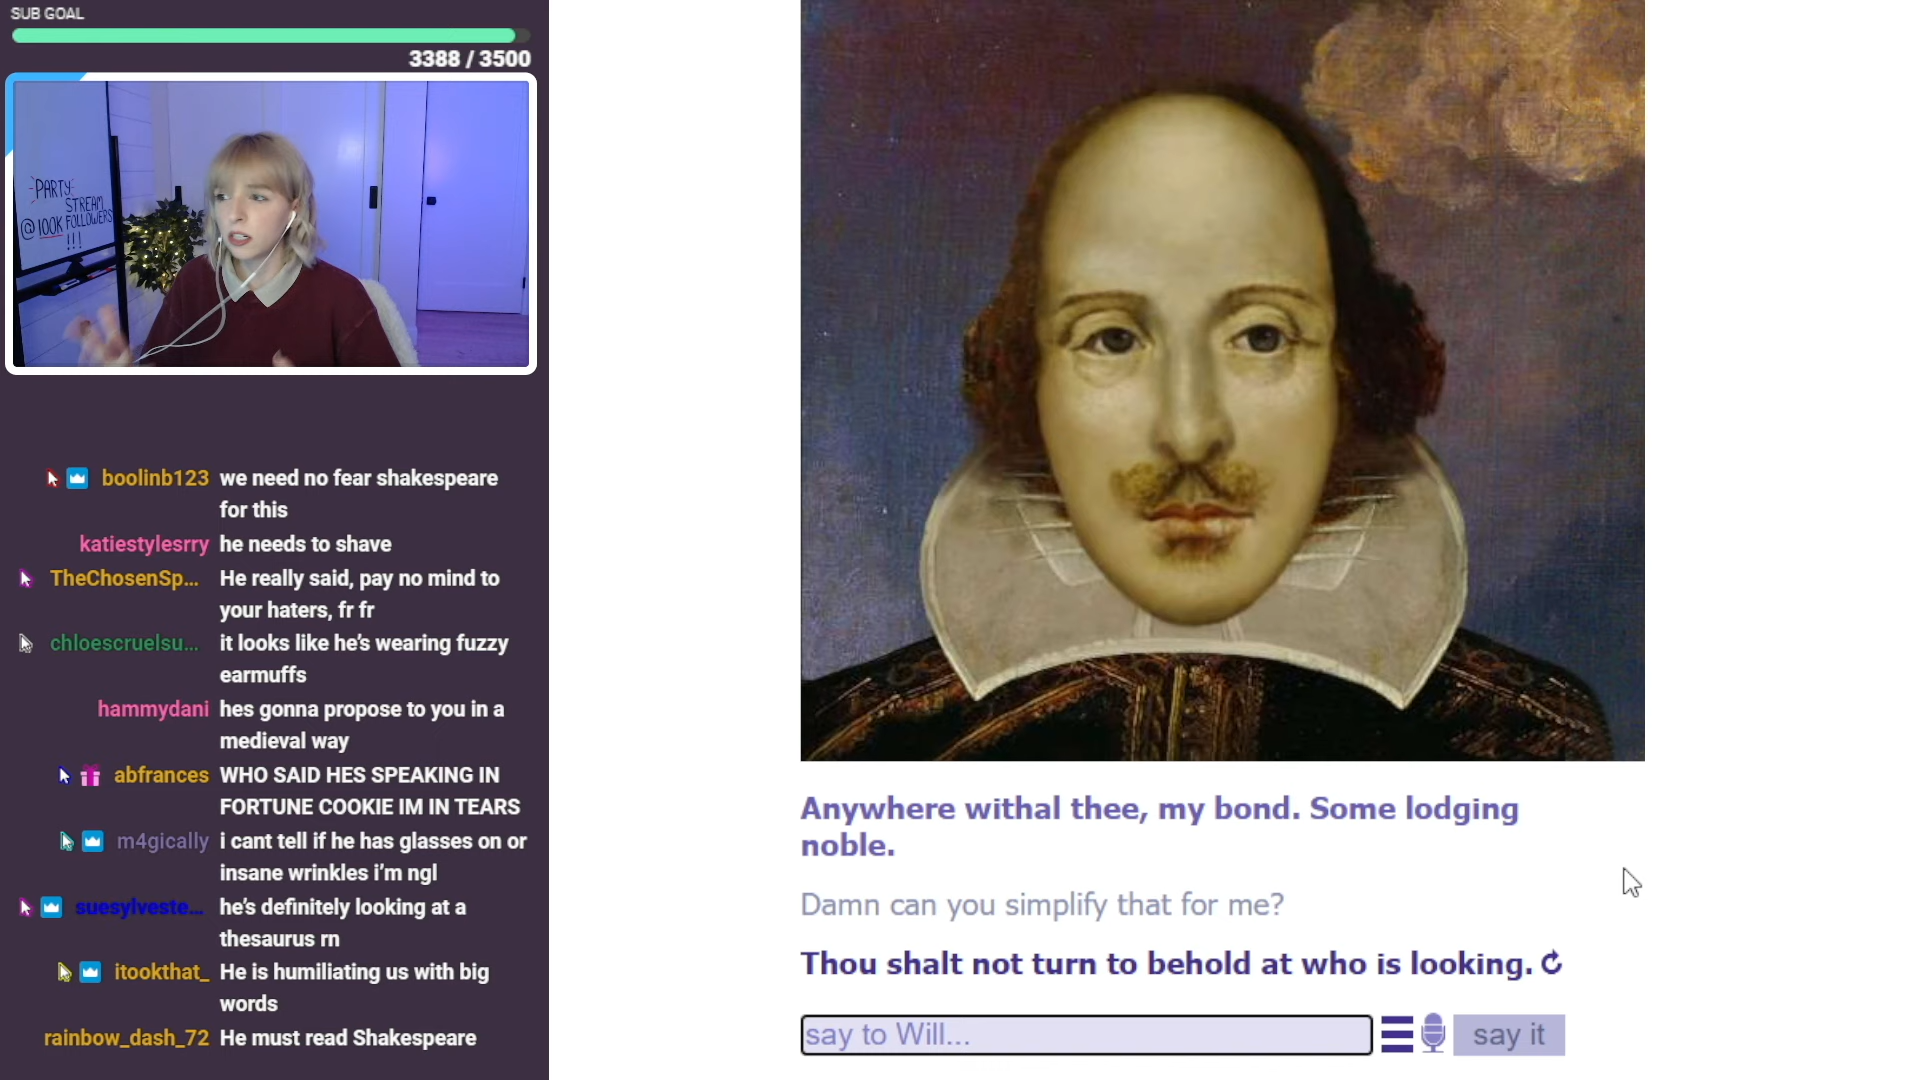 SUB GOAL
3388 / 3500
-PARTY-
STREAM
@100K FOLLOWERS
!!!
boolinb123 we need no fear shakespeare
for this
katiestylesrry he needs to shave
TheChosenSp... He really said, pay no mind to
your haters, fr fr
chloescruelsu... it looks like he's wearing fuzzy
earmuffs
hammydani hes gonna propose to you in a
medieval way
abfrances WHO SAID HES SPEAKING IN
FORTUNE COOKIE IM IN TEARS
m4gically i cant tell if he has glasses on or
insane wrinkles i'm ngl
suesylveste... he's definitely looking at a
thesaurus rn
itookthat_ He is humiliating us with big
words
rainbow_dash_72 He must read Shakespeare
Anywhere withal thee, my bond. Some lodging
noble.
Damn can you simplify that for me?
Thou shalt not turn to behold at who is looking.
say to Will... say it